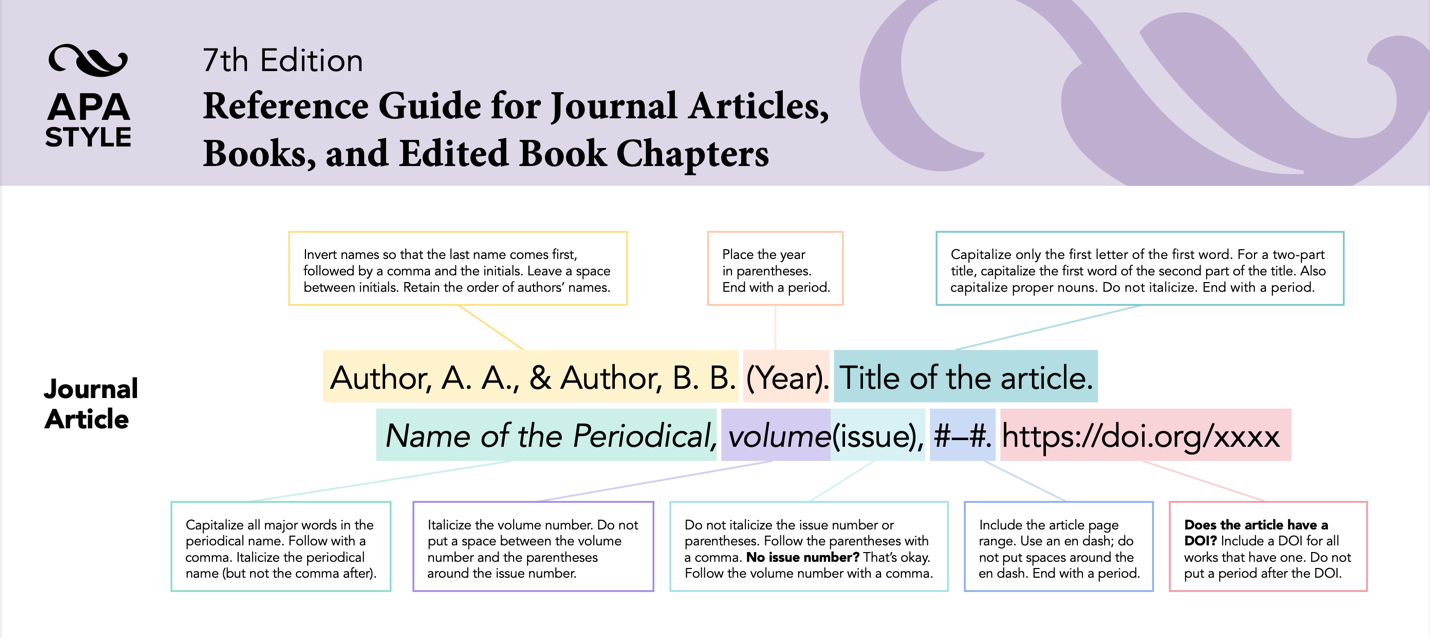 APA
STYLE
7th Edition
Reference Guide for Journal Articles,
Books, and Edited Book Chapters
Invert names so that the last name comes first,
followed by a comma and the initials. Leave a space
between initials. Retain the order of authors’ names.
Place the year
in parentheses.
End with a period.
Capitalize only the first letter of the first word. For a two-part
title, capitalize the first word of the second part of the title. Also
capitalize proper nouns. Do not italicize. End with a period.
Journal
Article
Author, A. A., & Author, B. B. (Year). Title of the article.
Name of the Periodical, volume(issue), #–#. https://doi.org/xxxx
Capitalize all major words in the
periodical name. Follow with a
comma. Italicize the periodical
name (but not the comma after).
Italicize the volume number. Do not
put a space between the volume
number and the parentheses
around the issue number.
Do not italicize the issue number or
parentheses. Follow the parentheses with
a comma. No issue number? That’s okay.
Follow the volume number with a comma.
Include the article page
range. Use an en dash; do
not put spaces around the
en dash. End with a period.
Does the article have a
DOI? Include a DOI for all
works that have one. Do not
put a period after the DOI.